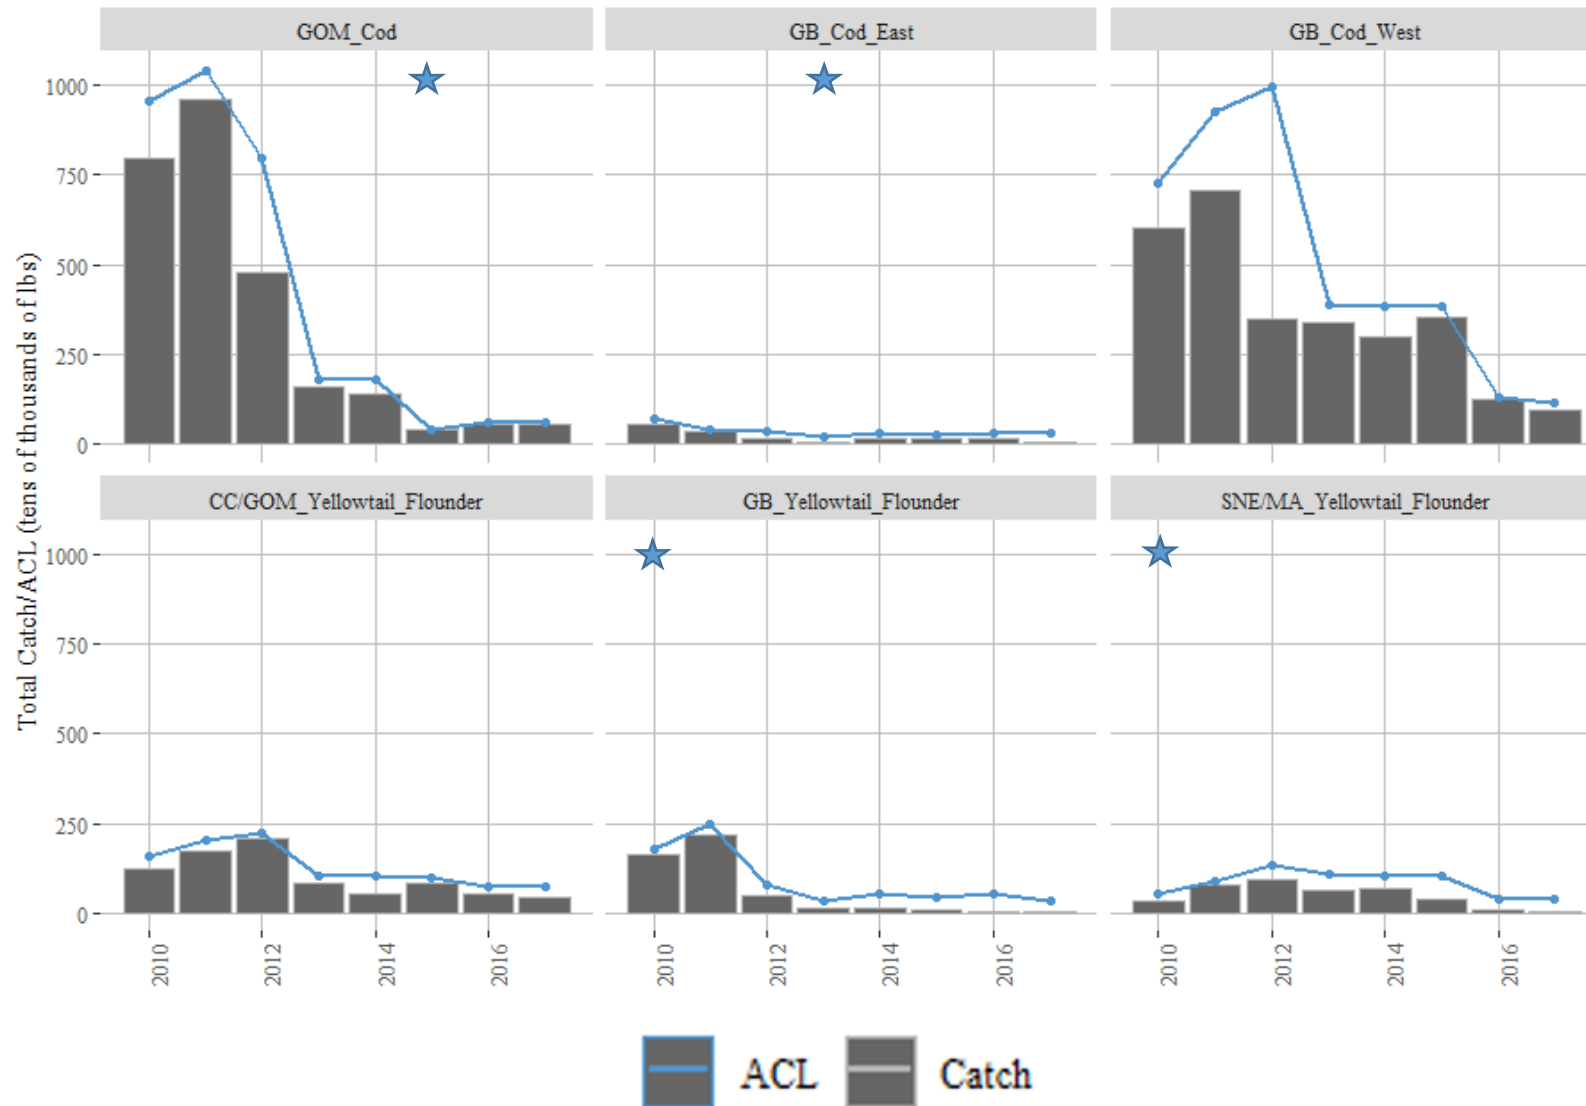 GOM_Cod GB_Cod_East GB_Cod_West
1000
750
500
250
0
Total Catch/ACL (tens of thousands of lbs)
CC/GOM_Yellowtail_Flounder GB_Yellowtail_Flounder SNE/MA_Yellowtail_Flounder
1000
750
500
250
0
2010 2012 2014 2016 2010 2012 2014 2016 2010 2012 2014 2016
ACL Catch